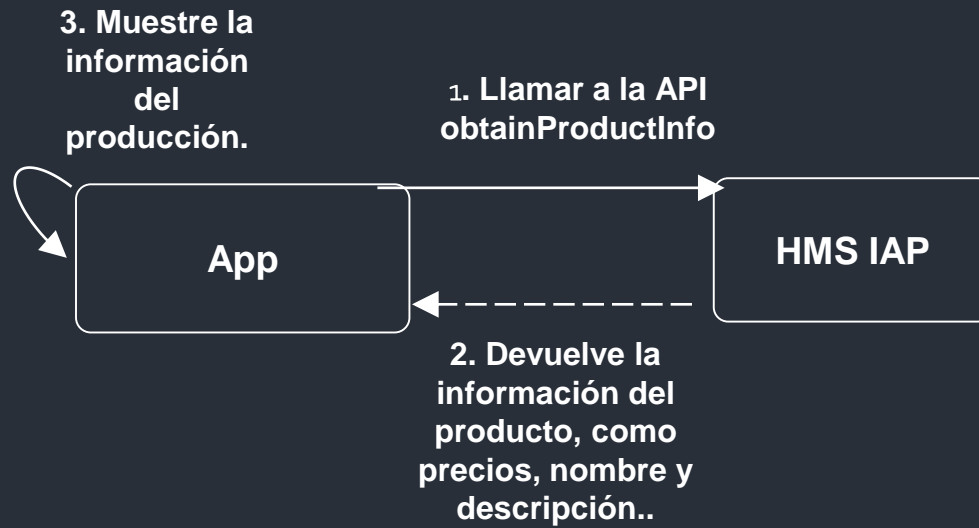 3. Muestre la
información
del
producción.
1. Llamar a la API
obtainProductInfo
App
HMS IAP
2. Devuelve la
información del
producto, como
precios, nombre y
descripción..